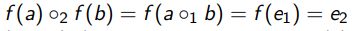 f(a) ∘₂ f(b) = f(a ∘₁ b) = f(e₁) = e₂